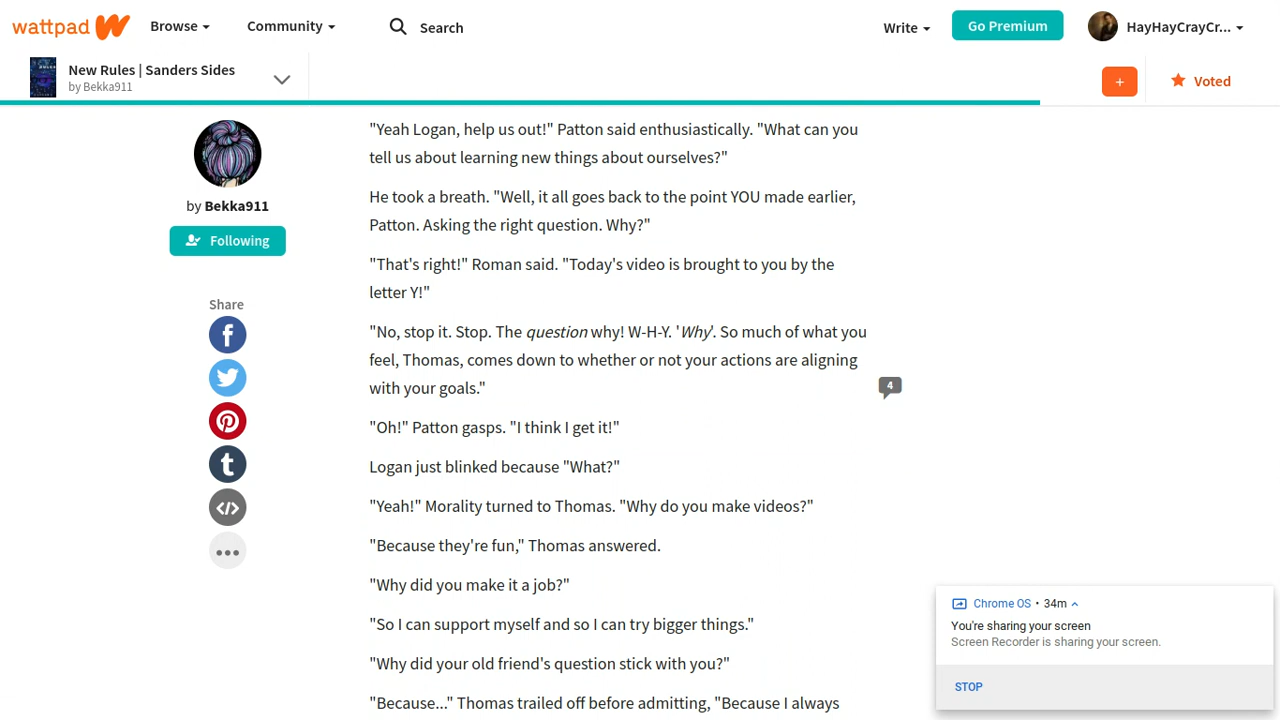 wattpad Browse Community Search Write Go Premium HayHayCrayCr...
New Rules | Sanders Sides
by Bekka911
+ Voted
by Bekka911
Following
Share
"Yeah Logan, help us out!" Patton said enthusiastically. "What can you
tell us about learning new things about ourselves?"
He took a breath. "Well, it all goes back to the point YOU made earlier,
Patton. Asking the right question. Why?"
"That's right!" Roman said. "Today's video is brought to you by the
letter Y!"
"No, stop it. Stop. The question why! W-H-Y. 'Why'. So much of what you
feel, Thomas, comes down to whether or not your actions are aligning
with your goals."
4
"Oh!" Patton gasps. "I think I get it!"
Logan just blinked because "What?"
"Yeah!" Morality turned to Thomas. "Why do you make videos?"
"Because they're fun," Thomas answered.
"Why did you make it a job?"
"So I can support myself and so I can try bigger things."
"Why did your old friend's question stick with you?"
"Because..." Thomas trailed off before admitting, "Because I always
Chrome OS • 34m
You're sharing your screen
Screen Recorder is sharing your screen.
STOP